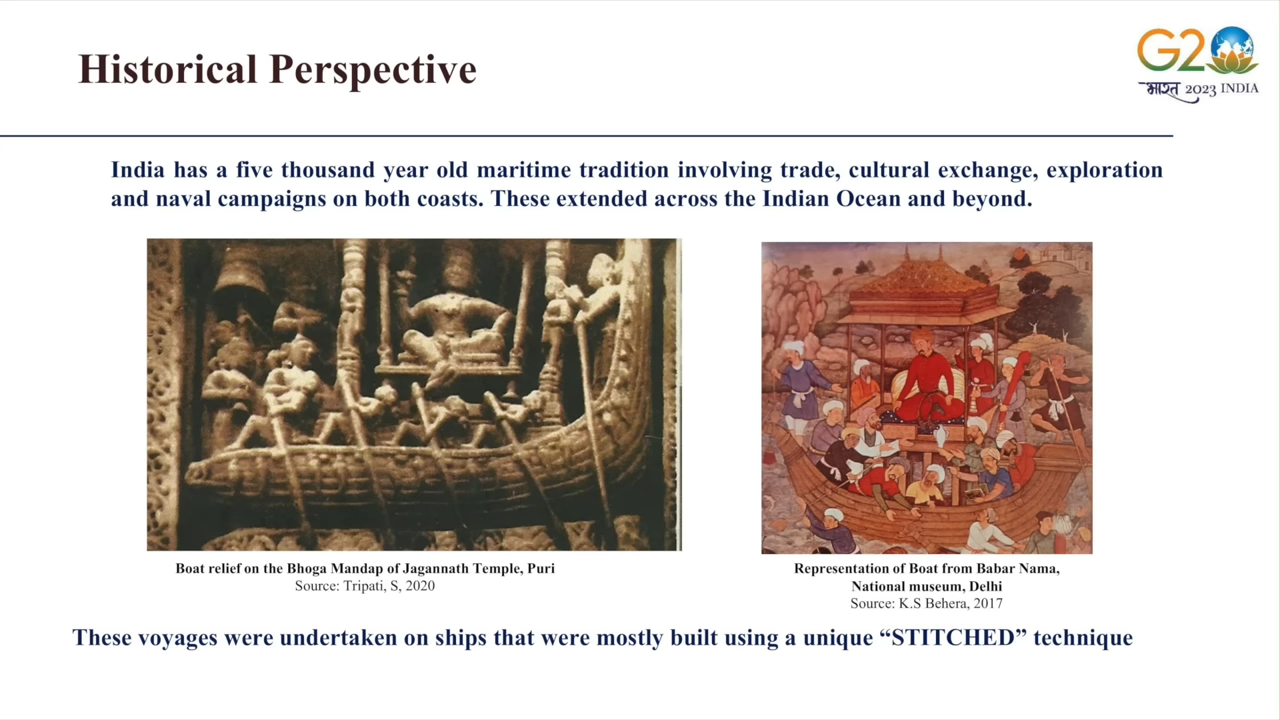 Historical Perspective
G20
भारत 2023 INDIA
India has a five thousand year old maritime tradition involving trade, cultural exchange, exploration
and naval campaigns on both coasts. These extended across the Indian Ocean and beyond.
Boat relief on the Bhoga Mandap of Jagannath Temple, Puri
Source: Tripati, S, 2020
Representation of Boat from Babar Nama,
National museum, Delhi
Source: K.S Behera, 2017
These voyages were undertaken on ships that were mostly built using a unique “STITCHED” technique